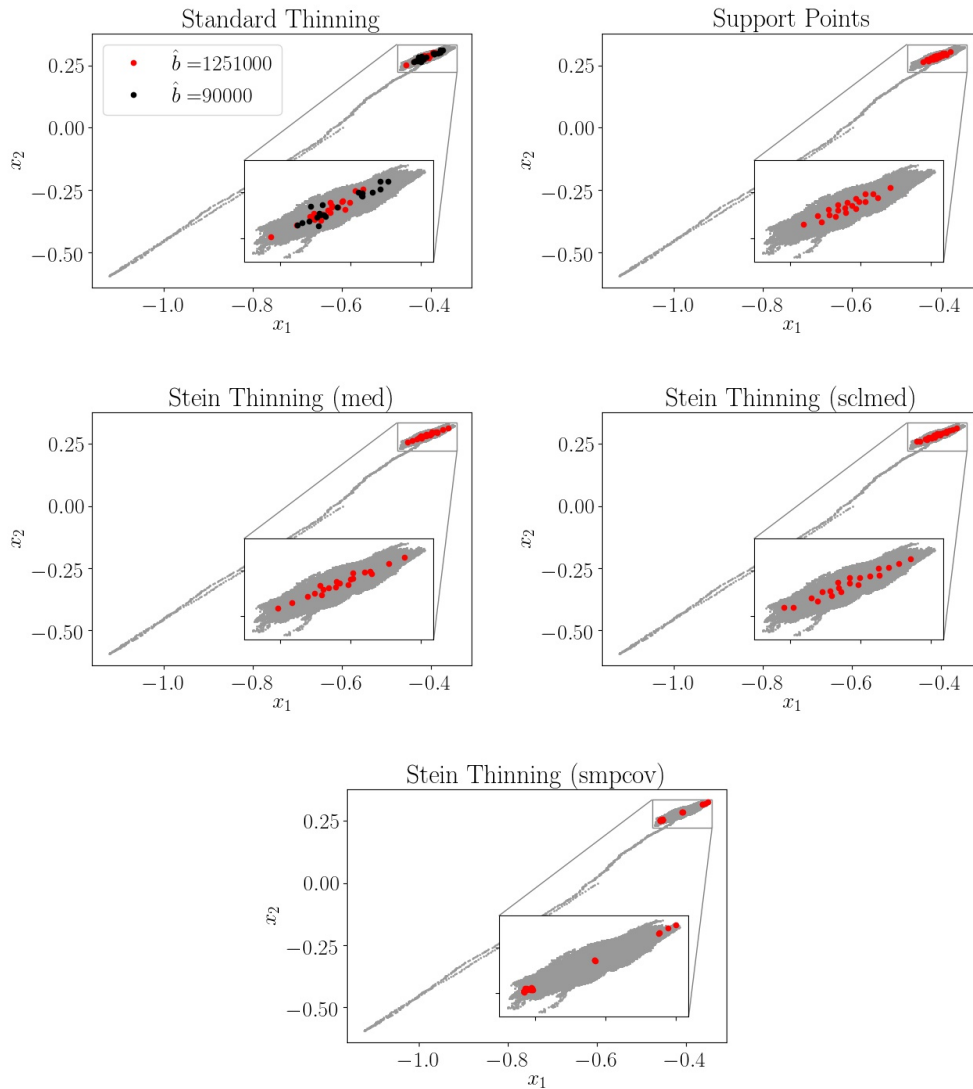 Standard Thinning
b̂ =1251000
b̂ =90000
0.25
0.00
−0.25
−0.50
x₂
−1.0 −0.8 −0.6 −0.4
x₁
Support Points
0.25
0.00
−0.25
−0.50
x₂
−1.0 −0.8 −0.6 −0.4
x₁
Stein Thinning (med)
0.25
0.00
−0.25
−0.50
x₂
−1.0 −0.8 −0.6 −0.4
x₁
Stein Thinning (sclmed)
0.25
0.00
−0.25
−0.50
x₂
−1.0 −0.8 −0.6 −0.4
x₁
Stein Thinning (smpcov)
0.25
0.00
−0.25
−0.50
x₂
−1.0 −0.8 −0.6 −0.4
x₁